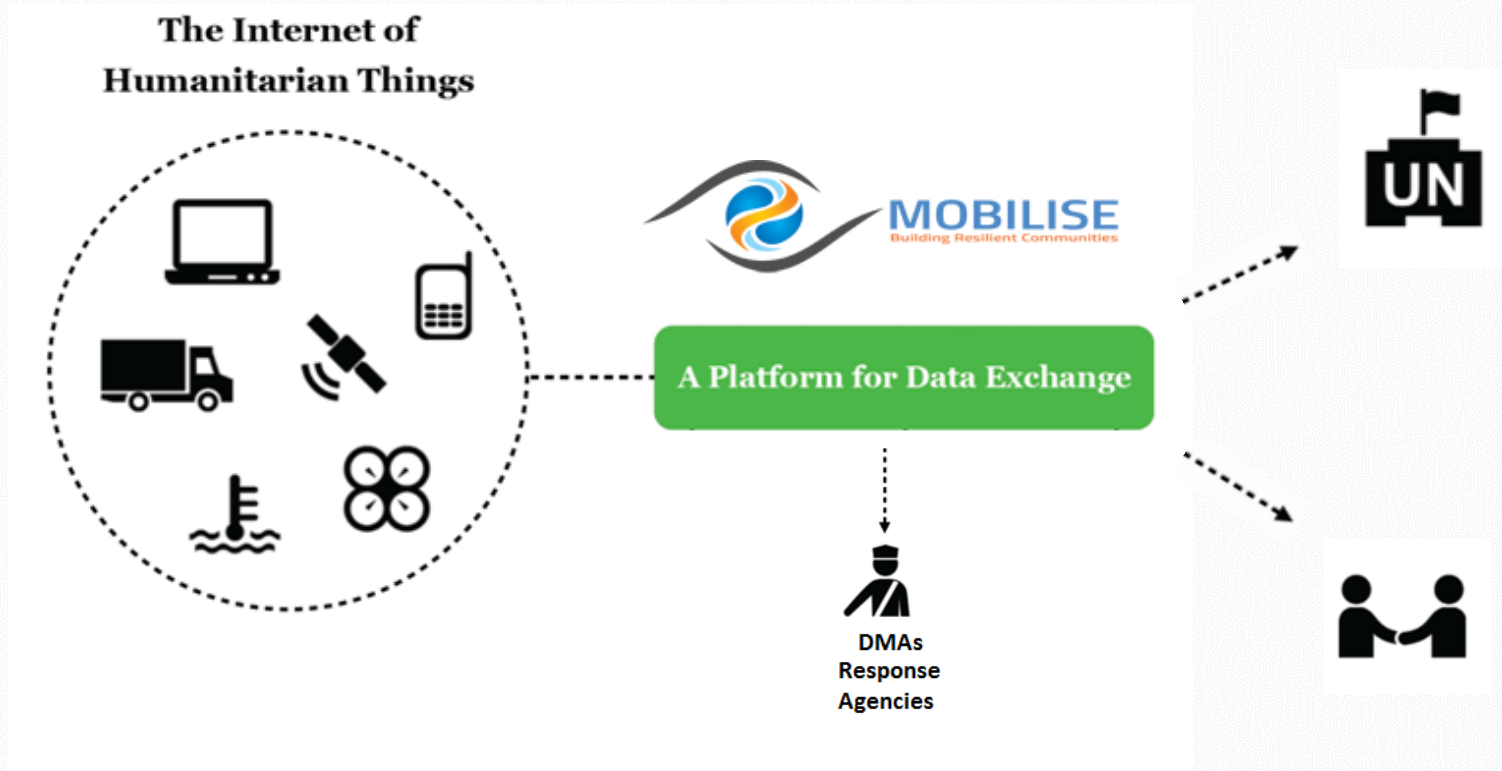 The Internet of
Humanitarian Things
MOBILISE
Building Resilient Communities
UN
A Platform for Data Exchange
DMAs
Response
Agencies